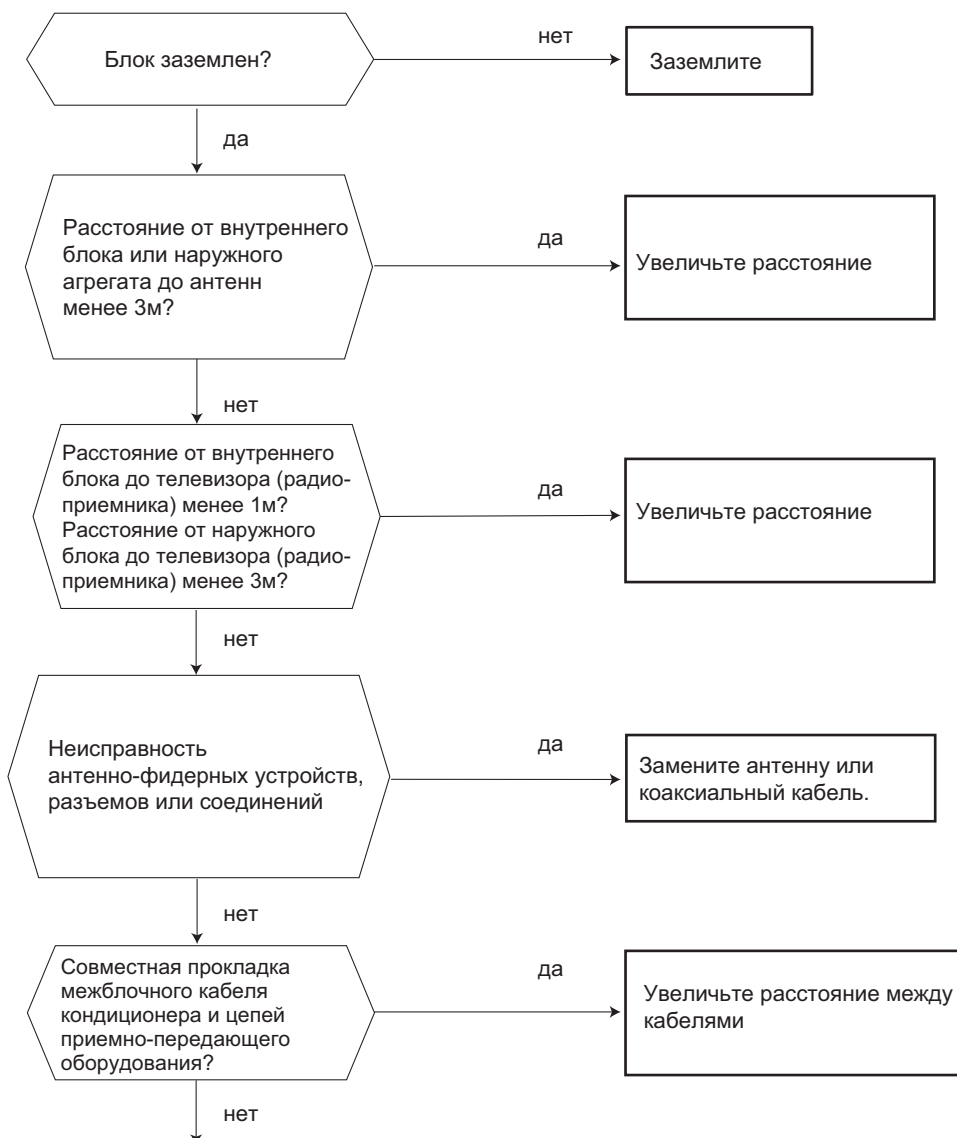 Блок заземлен?
нет
Заземлите
да
Расстояние от внутреннего
блока или наружного
агрегата до антенн
менее 3м?
да
Увеличьте расстояние
нет
Расстояние от внутреннего
блока до телевизора (радио-
приемника) менее 1м?
Расстояние от наружного
блока до телевизора (радио-
приемника) менее 3м?
да
Увеличьте расстояние
нет
Неисправность
антенно-фидерных устройств,
разъемов или соединений
да
Замените антенну или
коаксиальный кабель.
нет
Совместная прокладка
межблочного кабеля
кондиционера и цепей
приемно-передающего
оборудования?
да
Увеличьте расстояние между
кабелями
нет